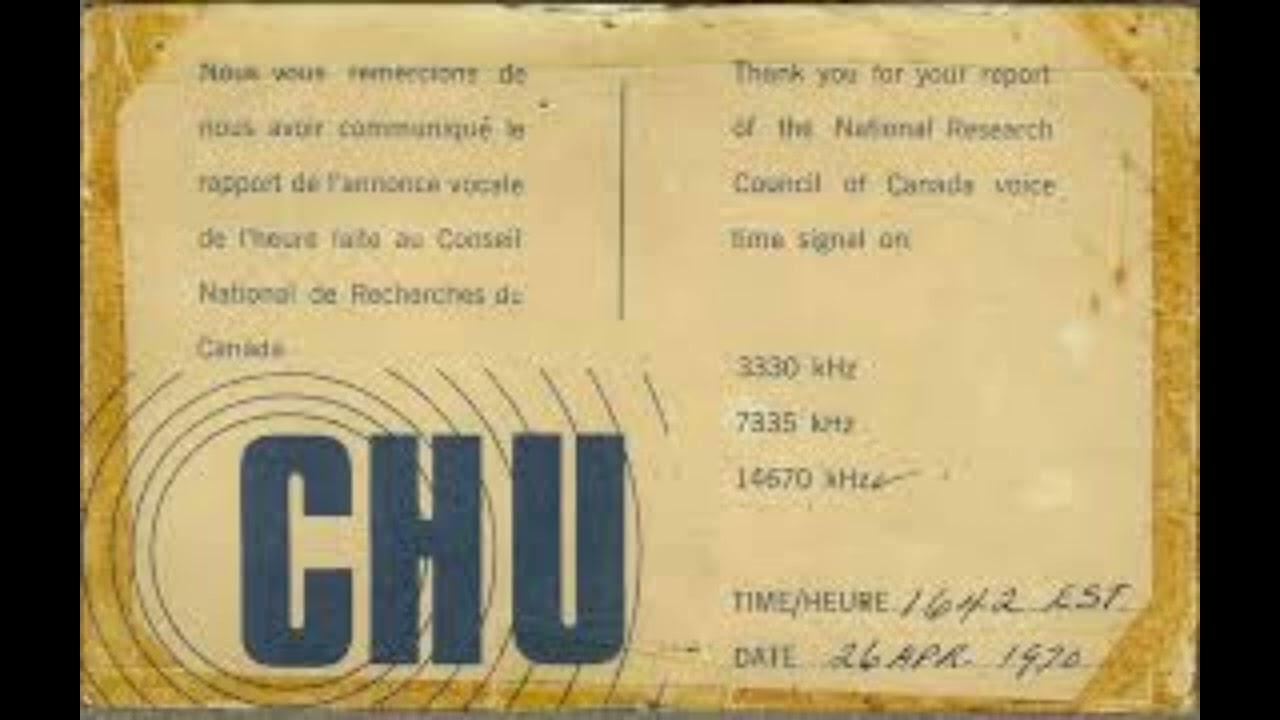 Nous vous remercions de
nous avoir communiqué le
rapport de l'annonce vocale
de l'heure faite au Conseil
National de Recherches du
Canada
CHU
Thank you for your report
of the National Research
Council of Canada voice
time signal on:
3330 kHz
7335 kHz
14670 kHz ✓
TIME/HEURE 1642 EST
DATE 26 APR. 1970